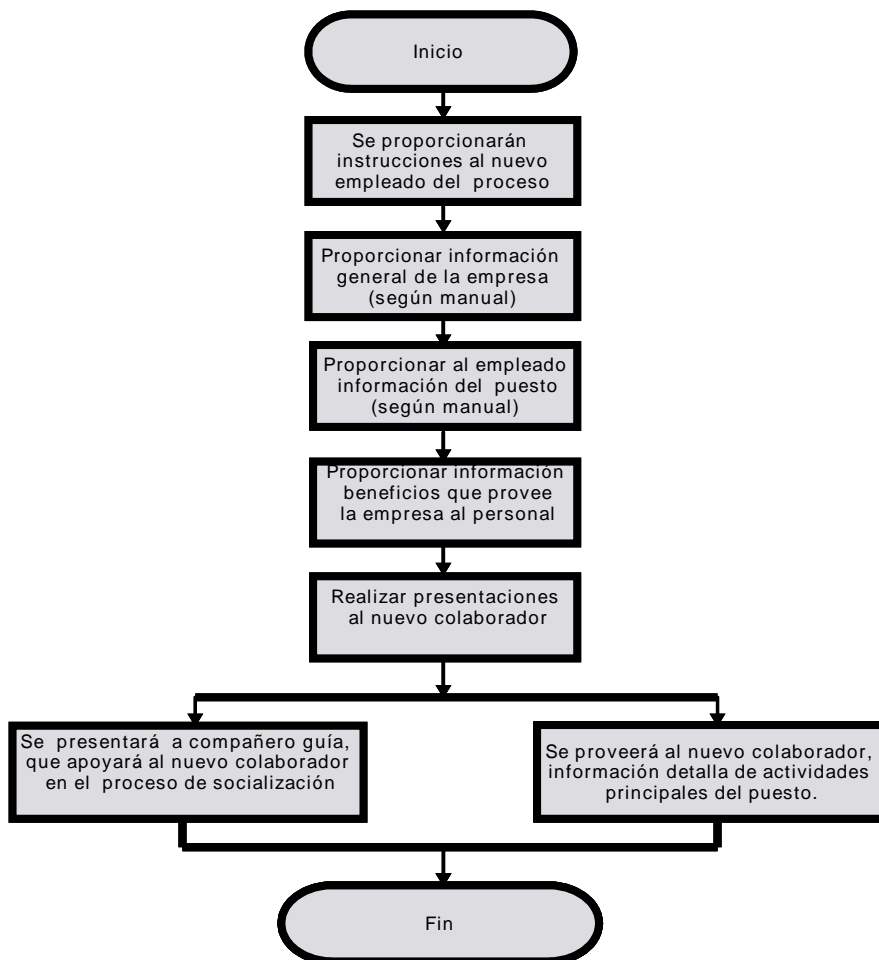 Inicio
Se proporcionarán
instrucciones al nuevo
empleado del proceso
Proporcionar información
general de la empresa
(según manual)
Proporcionar al empleado
información del puesto
(según manual)
Proporcionar información
beneficios que provee
la empresa al personal
Realizar presentaciones
al nuevo colaborador
Se presentará a compañero guía,
que apoyará al nuevo colaborador
en el proceso de socialización
Se proveerá al nuevo colaborador,
información detalla de actividades
principales del puesto.
Fin